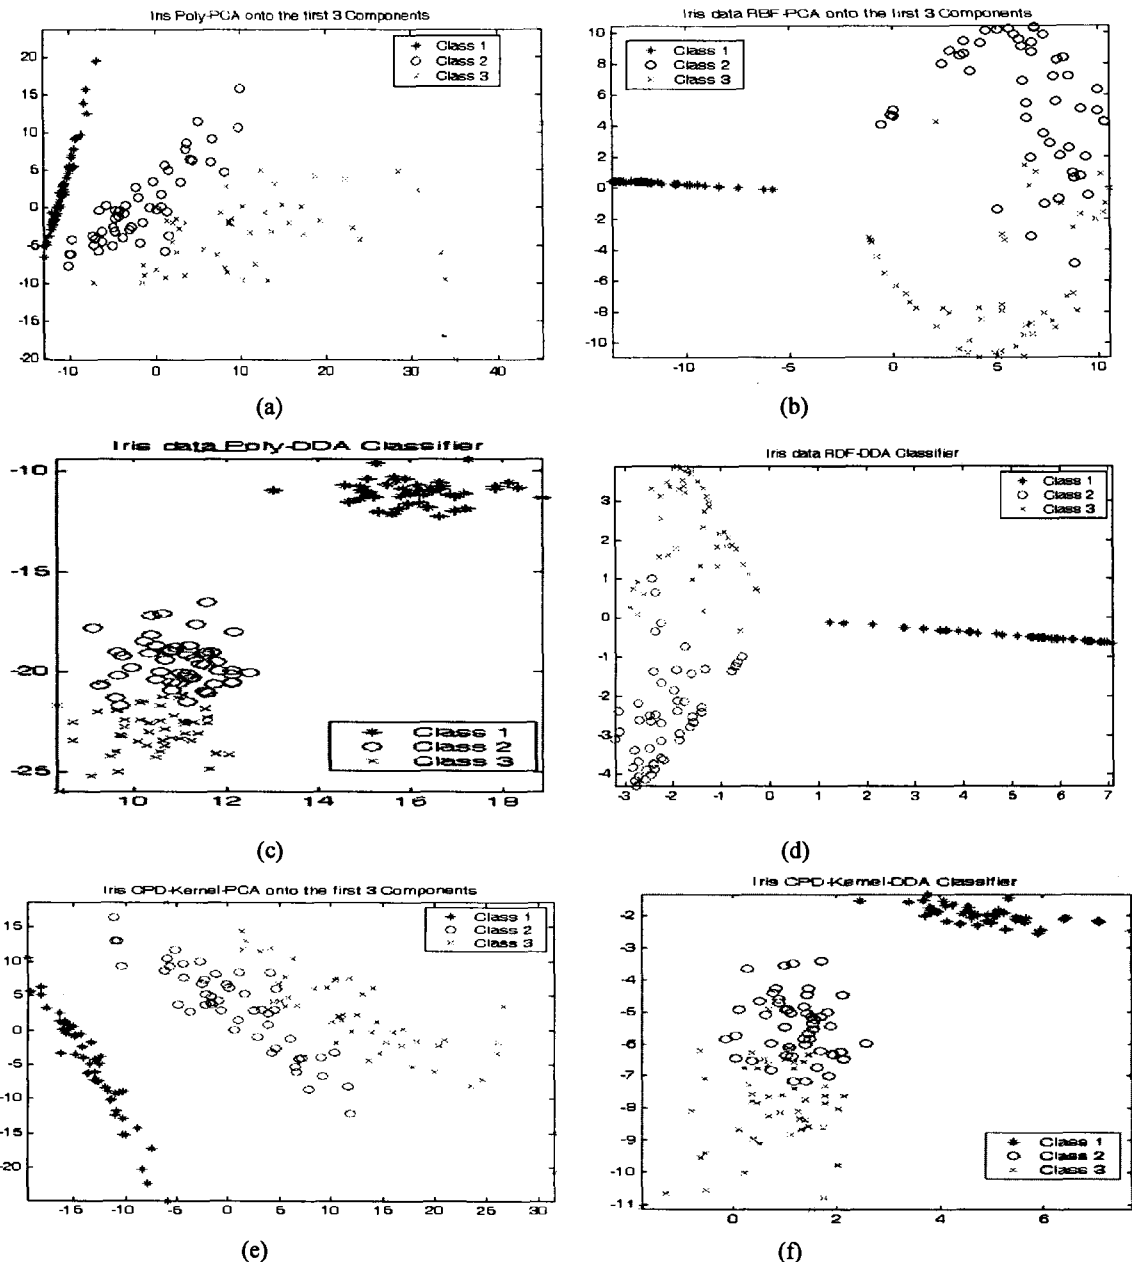 Iris Poly-PCA onto the first 3 Components
Class 1
Class 2
Class 3
20
15
10
5
0
-5
-10
-15
-20
-10 0 10 20 30 40
(a)
Iris data RBF-PCA onto the first 3 Components
Class 1
Class 2
Class 3
10
8
6
4
2
0
-2
-4
-6
-8
-10
-10 -5 0 5 10
(b)
Iris data Poly-DDA Classifier
-10
-15
-20
-25
Class 1
Class 2
Class 3
10 12 14 16 18
(c)
Iris data RDF-DDA Classifier
Class 1
Class 2
Class 3
3
2
1
0
-1
-2
-3
-4
-3 -2 -1 0 1 2 3 4 5 6 7
(d)
Iris CPD-Kernel-PCA onto the first 3 Components
Class 1
Class 2
Class 3
15
10
5
0
-5
-10
-15
-20
-15 -10 -5 0 5 10 15 20 25 30
(e)
Iris CPD-Kernel-DDA Classifier
-2
-3
-4
-5
-6
-7
-8
-9
-10
-11
Class 1
Class 2
Class 3
0 2 4 6
(f)